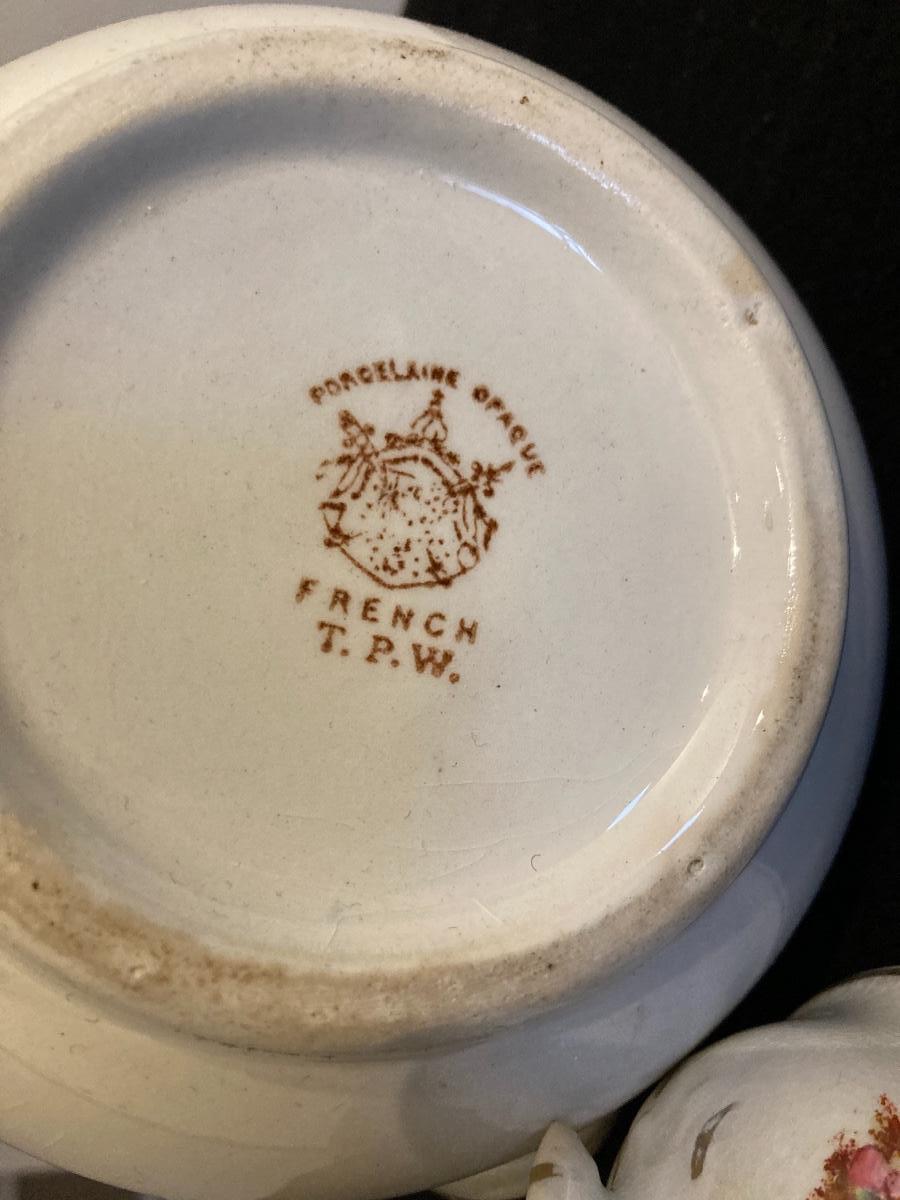 PORCELAINE OPAQUE
FRENCH
T. P. W.